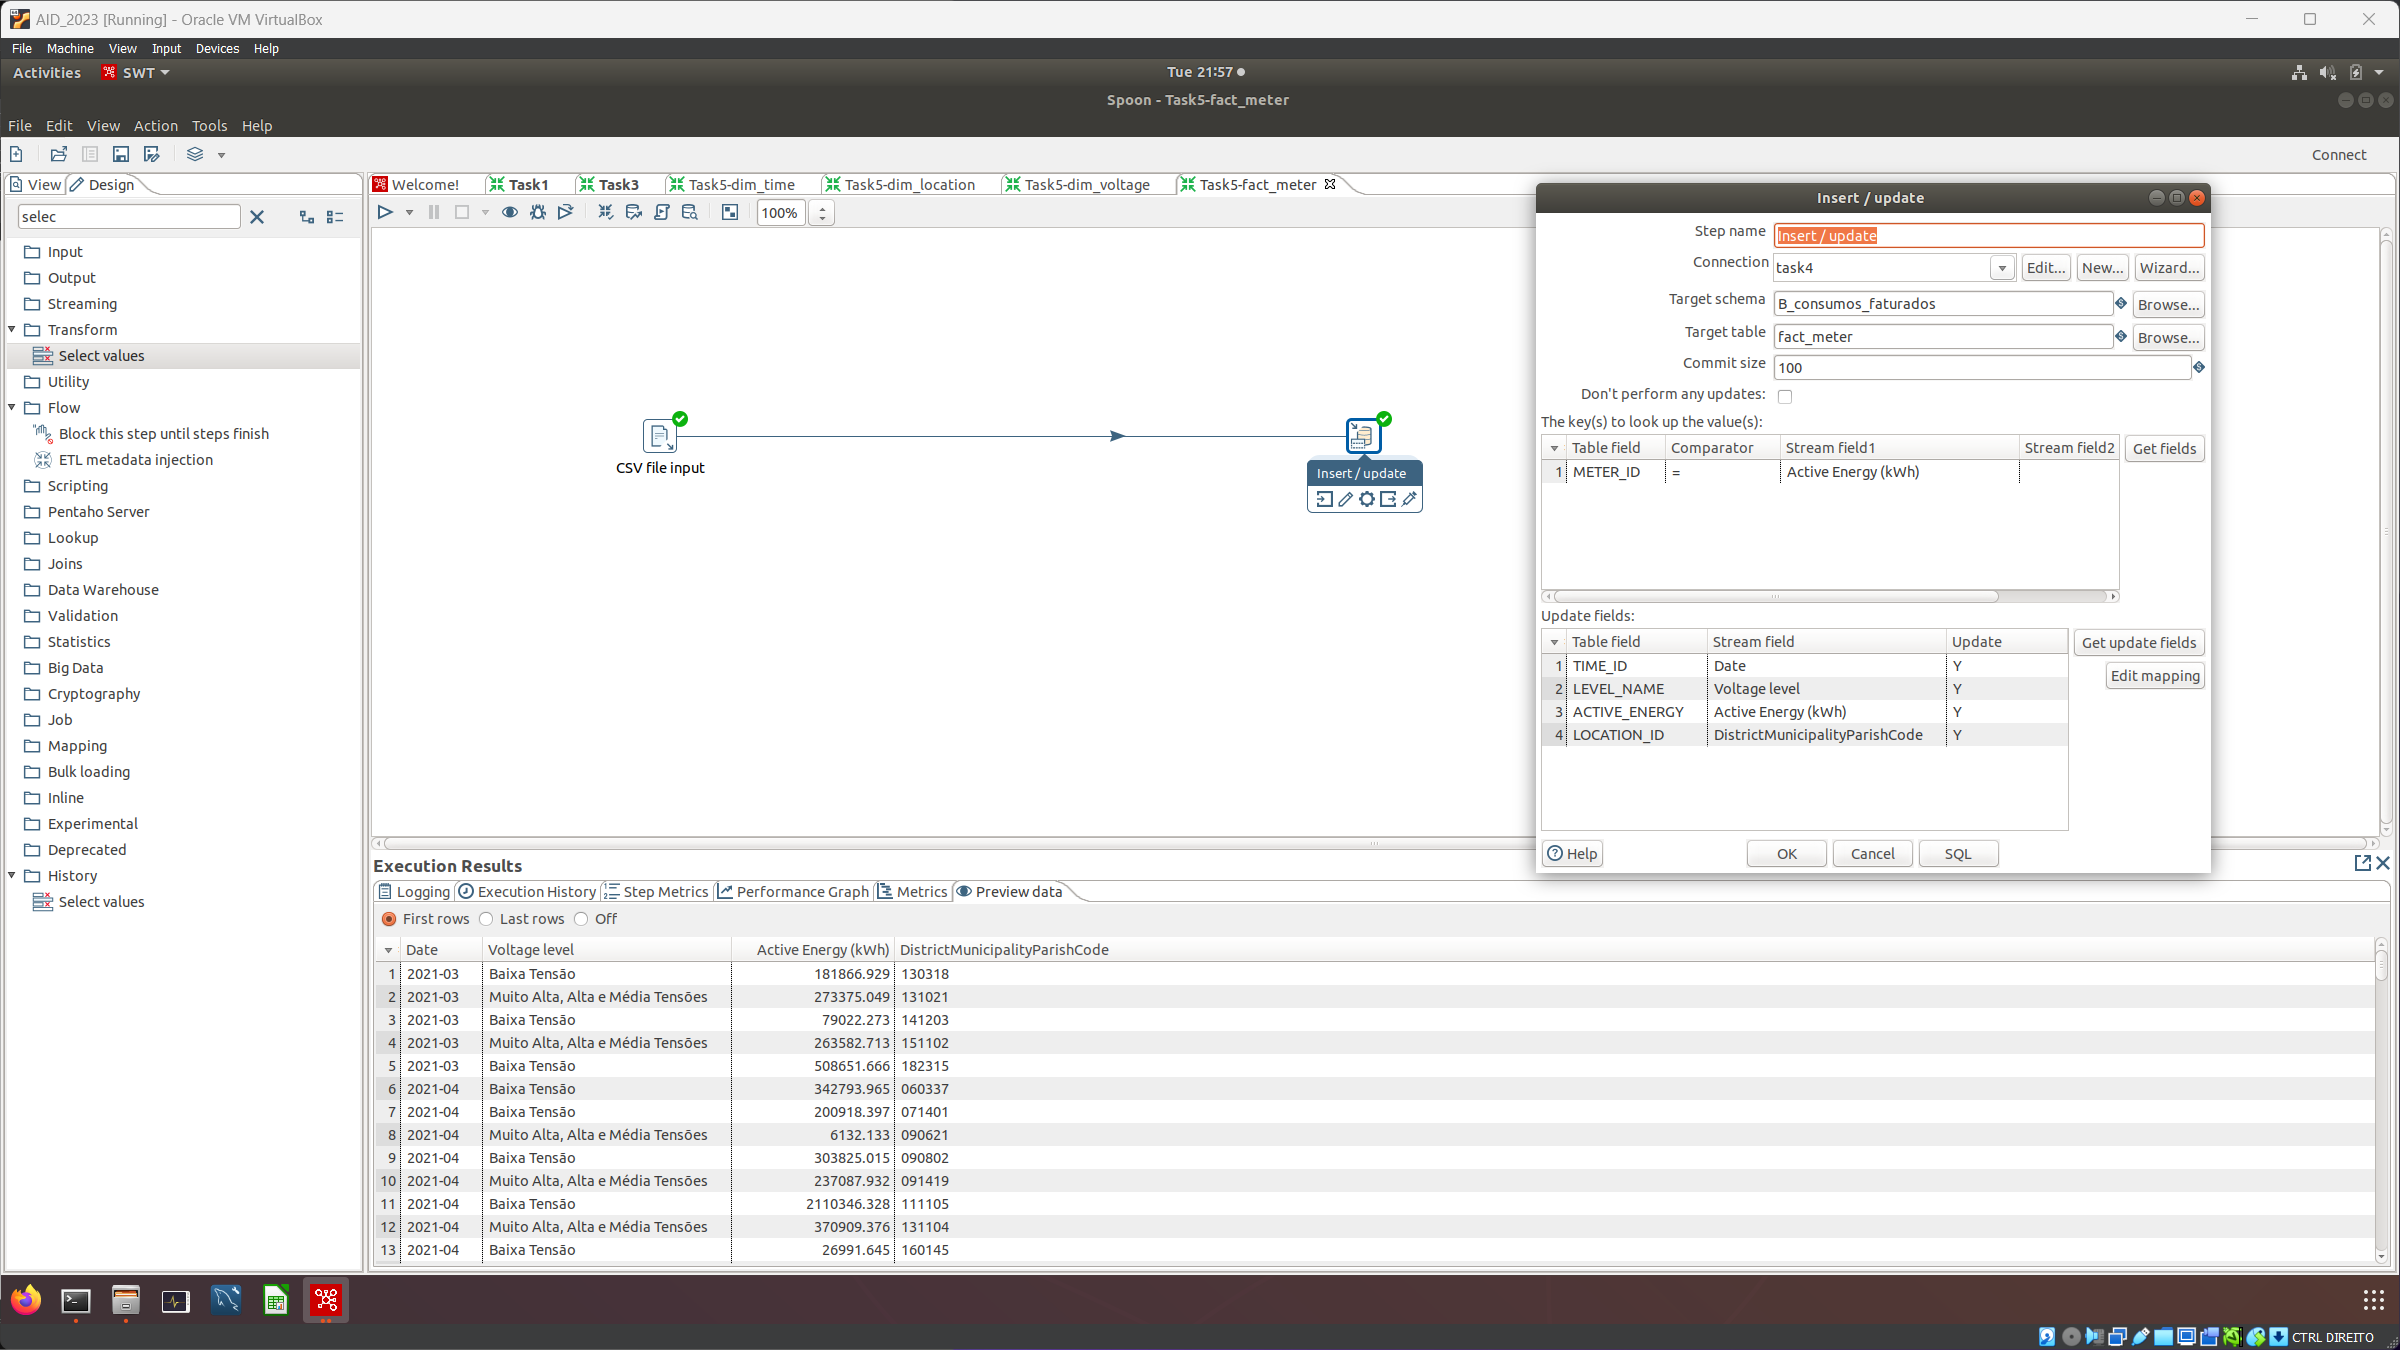 AID_2023 [Running] - Oracle VM VirtualBox
File Machine View Input Devices Help
Activities SWT Tue 21:57
Spoon - Task5-fact_meter
File Edit View Action Tools Help
Connect
View Design
Welcome! Task1 Task3 Task5-dim_time Task5-dim_location Task5-dim_voltage Task5-fact_meter
selec
100%
Input
Output
Streaming
Transform
Select values
Utility
Flow
Block this step until steps finish
ETL metadata injection
Scripting
Pentaho Server
Lookup
Joins
Data Warehouse
Validation
Statistics
Big Data
Cryptography
Job
Mapping
Bulk loading
Inline
Experimental
Deprecated
History
Select values
CSV file input
Insert / update
Insert / update
Step name Insert / update
Connection task4 Edit... New... Wizard...
Target schema B_consumos_faturados Browse...
Target table fact_meter Browse...
Commit size 100
Don't perform any updates:
The key(s) to look up the value(s):
Table field Comparator Stream field1 Stream field2 Get fields
1 METER_ID = Active Energy (kWh)
Update fields:
Table field Stream field Update Get update fields
1 TIME_ID Date Y
2 LEVEL_NAME Voltage level Y
Edit mapping
3 ACTIVE_ENERGY Active Energy (kWh) Y
4 LOCATION_ID DistrictMunicipalityParishCode Y
Help OK Cancel SQL
Execution Results
Logging Execution History Step Metrics Performance Graph Metrics Preview data
First rows Last rows Off
Date Voltage level Active Energy (kWh) DistrictMunicipalityParishCode
1 2021-03 Baixa Tensão 181866.929 130318
2 2021-03 Muito Alta, Alta e Média Tensões 273375.049 131021
3 2021-03 Baixa Tensão 79022.273 141203
4 2021-03 Muito Alta, Alta e Média Tensões 263582.713 151102
5 2021-03 Baixa Tensão 508651.666 182315
6 2021-04 Baixa Tensão 342793.965 060337
7 2021-04 Baixa Tensão 200918.397 071401
8 2021-04 Muito Alta, Alta e Média Tensões 6132.133 090621
9 2021-04 Baixa Tensão 303825.015 090802
10 2021-04 Muito Alta, Alta e Média Tensões 237087.932 091419
11 2021-04 Baixa Tensão 2110346.328 111105
12 2021-04 Muito Alta, Alta e Média Tensões 370909.376 131104
13 2021-04 Baixa Tensão 26991.645 160145
CTRL DIREITO